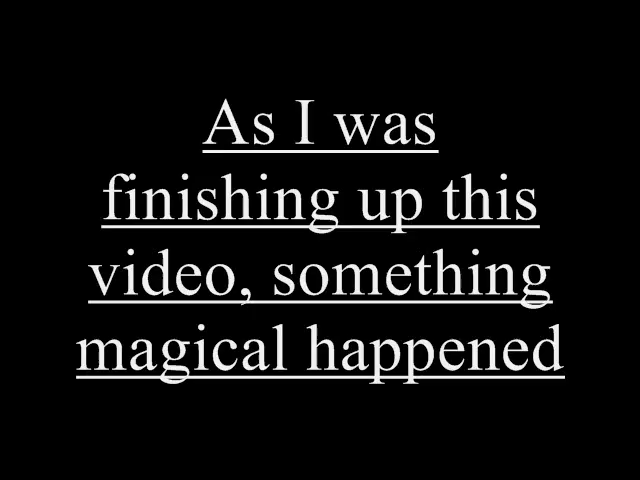 As I was
finishing up this
video, something
magical happened